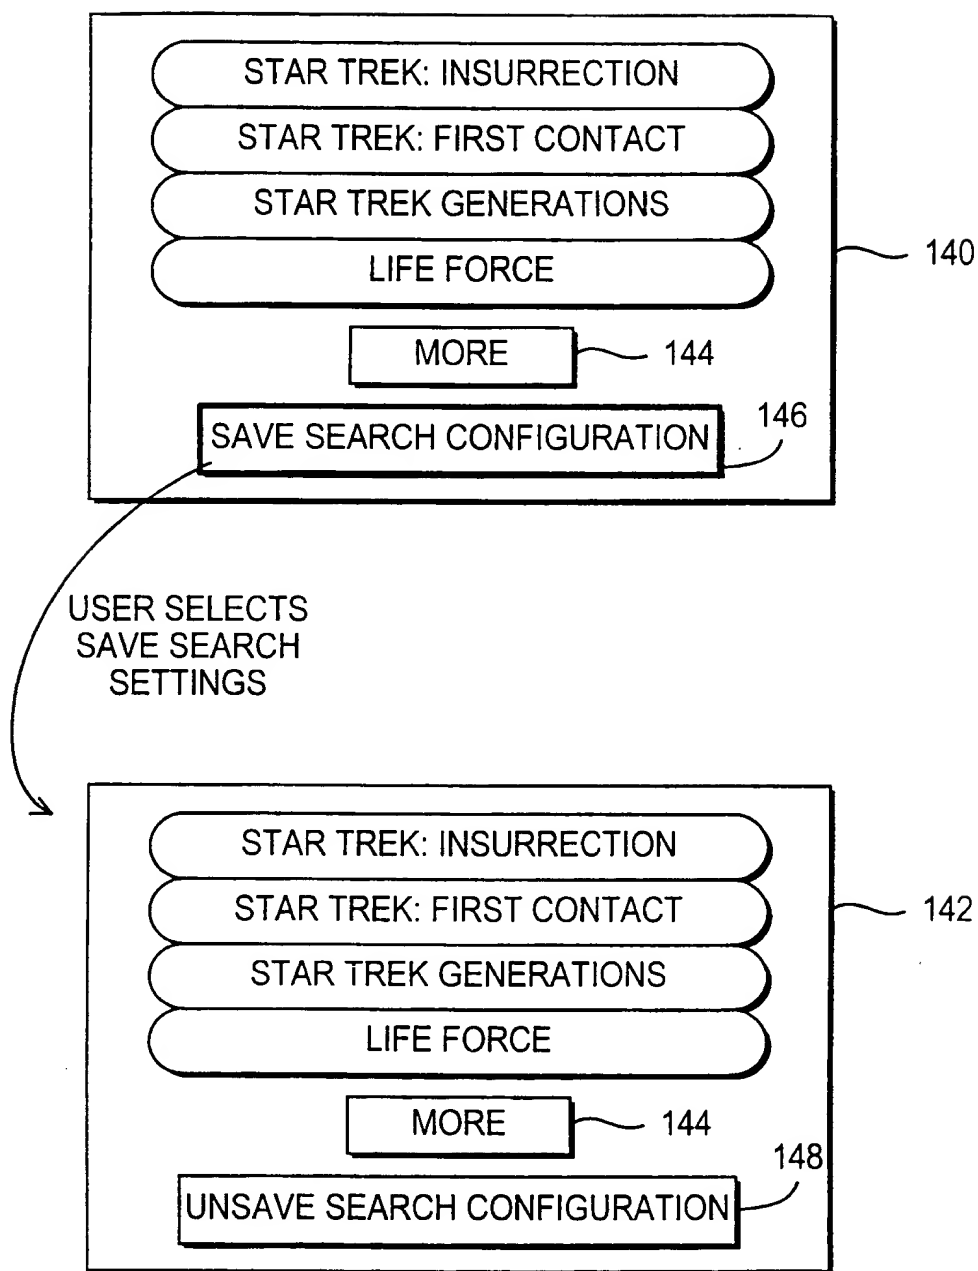 STAR TREK: INSURRECTION
STAR TREK: FIRST CONTACT
STAR TREK GENERATIONS
LIFE FORCE
140
MORE
144
SAVE SEARCH CONFIGURATION
146
USER SELECTS
SAVE SEARCH
SETTINGS
STAR TREK: INSURRECTION
STAR TREK: FIRST CONTACT
142
STAR TREK GENERATIONS
LIFE FORCE
MORE
144
148
UNSAVE SEARCH CONFIGURATION